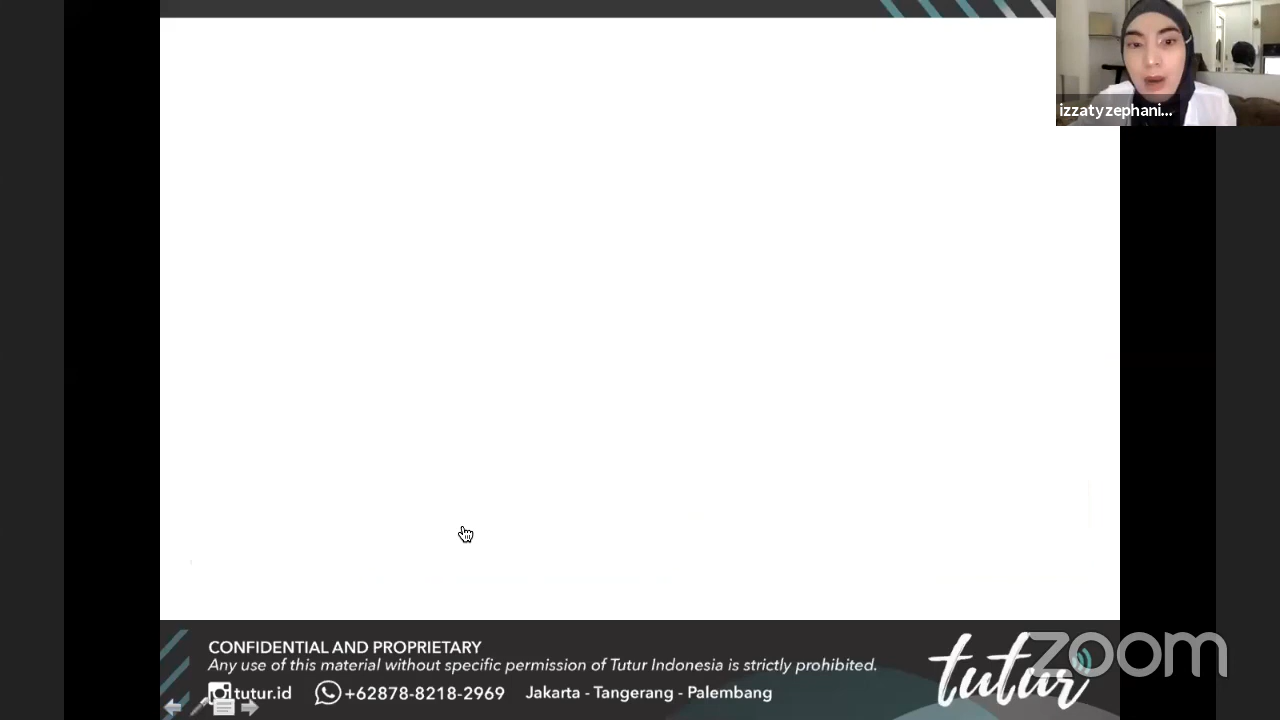 izzatyzephani...
CONFIDENTIAL AND PROPRIETARY
Any use of this material without specific permission of Tutur Indonesia is strictly prohibited.
tutur.id +62878-8218-2969 Jakarta - Tangerang - Palembang
tutur
zoom